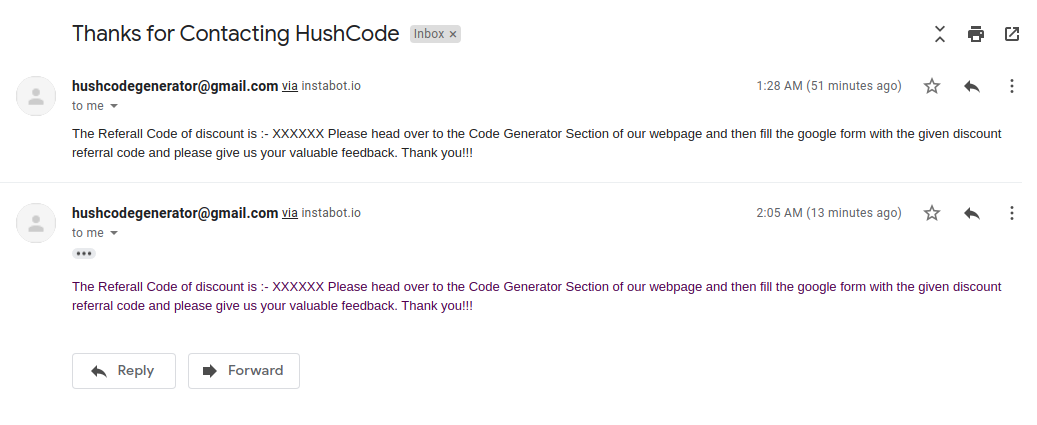 Thanks for Contacting HushCode Inbox ×
hushcodegenerator@gmail.com via instabot.io 1:28 AM (51 minutes ago)
to me
The Referall Code of discount is :- XXXXXX Please head over to the Code Generator Section of our webpage and then fill the google form with the given discount
referral code and please give us your valuable feedback. Thank you!!!
hushcodegenerator@gmail.com via instabot.io 2:05 AM (13 minutes ago)
to me
The Referall Code of discount is :- XXXXXX Please head over to the Code Generator Section of our webpage and then fill the google form with the given discount
referral code and please give us your valuable feedback. Thank you!!!
Reply Forward